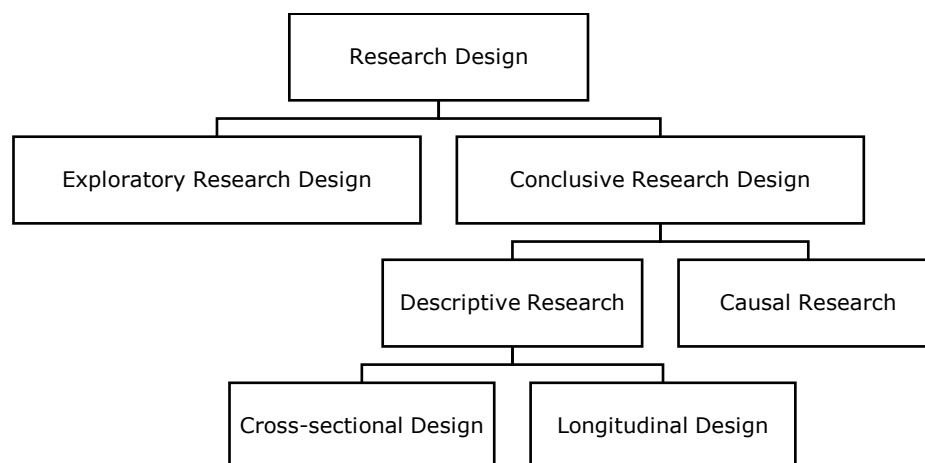 Research Design
Exploratory Research Design
Conclusive Research Design
Descriptive Research
Causal Research
Cross-sectional Design
Longitudinal Design